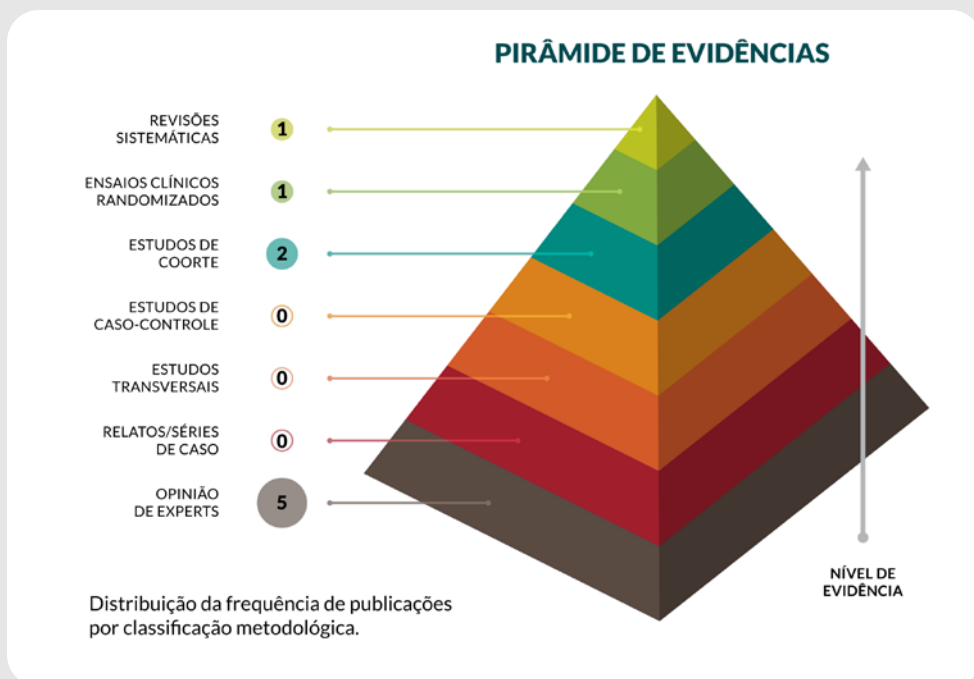 PIRÂMIDE DE EVIDÊNCIAS
REVISÕES
SISTEMÁTICAS
1
ENSAIOS CLÍNICOS
RANDOMIZADOS
1
ESTUDOS DE
COORTE
2
ESTUDOS DE
CASO-CONTROLE
0
ESTUDOS
TRANSVERSAIS
0
RELATOS/SÉRIES
DE CASO
0
OPINIÃO
DE EXPERTS
5
NÍVEL DE
EVIDÊNCIA
Distribuição da frequência de publicações
por classificação metodológica.